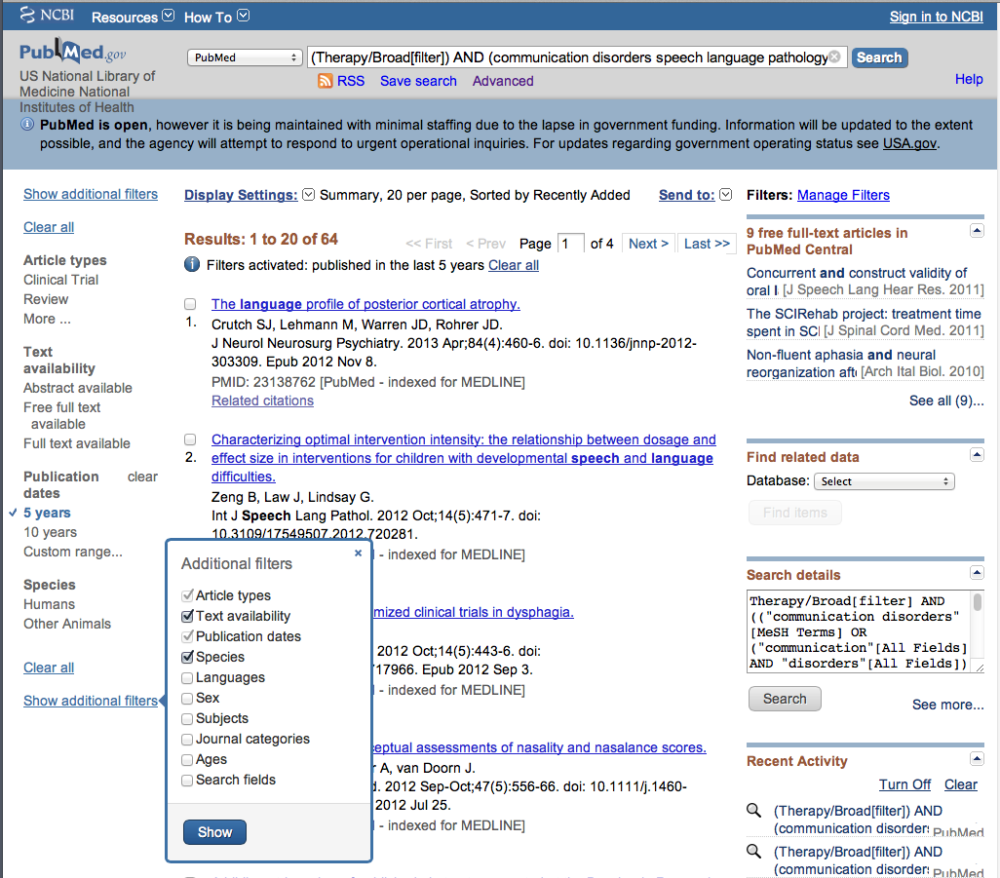 NCBI Resources How To Sign in to NCBI
PubMed.gov
US National Library of
Medicine National
Institutes of Health
PubMed
(Therapy/Broad[filter]) AND (communication disorders speech language pathology
Search
RSS Save search Advanced
Help
PubMed is open, however it is being maintained with minimal staffing due to the lapse in government funding. Information will be updated to the extent
possible, and the agency will attempt to respond to urgent operational inquiries. For updates regarding government operating status see USA.gov.
Show additional filters
Clear all
Article types
Clinical Trial
Review
More ...
Text
availability
Abstract available
Free full text
available
Full text available
Publication clear
dates
5 years
10 years
Custom range...
Species
Humans
Other Animals
Clear all
Show additional filters
Display Settings: Summary, 20 per page, Sorted by Recently Added Send to:
Results: 1 to 20 of 64
<< First < Prev Page 1 of 4 Next > Last >>
Filters activated: published in the last 5 years Clear all
The language profile of posterior cortical atrophy.
1. Crutch SJ, Lehmann M, Warren JD, Rohrer JD.
J Neurol Neurosurg Psychiatry. 2013 Apr;84(4):460-6. doi: 10.1136/jnnp-2012-
303309. Epub 2012 Nov 8.
PMID: 23138762 [PubMed - indexed for MEDLINE]
Related citations
Characterizing optimal intervention intensity: the relationship between dosage and
2. effect size in interventions for children with developmental speech and language
difficulties.
Zeng B, Law J, Lindsay G.
Int J Speech Lang Pathol. 2012 Oct;14(5):471-7. doi:
10.3109/17549507.2012.720281.
- indexed for MEDLINE]
mized clinical trials in dysphagia.
2012 Oct;14(5):443-6. doi:
17966. Epub 2012 Sep 3.
- indexed for MEDLINE]
ceptual assessments of nasality and nasalance scores.
r A, van Doorn J.
d. 2012 Sep-Oct;47(5):556-66. doi: 10.1111/j.1460-
2012 Jul 25.
- indexed for MEDLINE]
Additional filters ×
Article types
Text availability
Publication dates
Species
Languages
Sex
Subjects
Journal categories
Ages
Search fields
Show
Filters: Manage Filters
9 free full-text articles in
PubMed Central
Concurrent and construct validity of
oral [J Speech Lang Hear Res. 2011]
The SCIRehab project: treatment time
spent in SCI [J Spinal Cord Med. 2011]
Non-fluent aphasia and neural
reorganization afte [Arch Ital Biol. 2010]
See all (9)...
Find related data
Database: Select
Find items
Search details
Therapy/Broad[filter] AND
(("communication disorders"
[MeSH Terms] OR
("communication"[All Fields]
AND "disorders"[All Fields])
Search
See more...
Recent Activity
Turn Off Clear
(Therapy/Broad[filter]) AND
(communication disorders PubMed
(Therapy/Broad[filter]) AND
(communication disorders PubMed